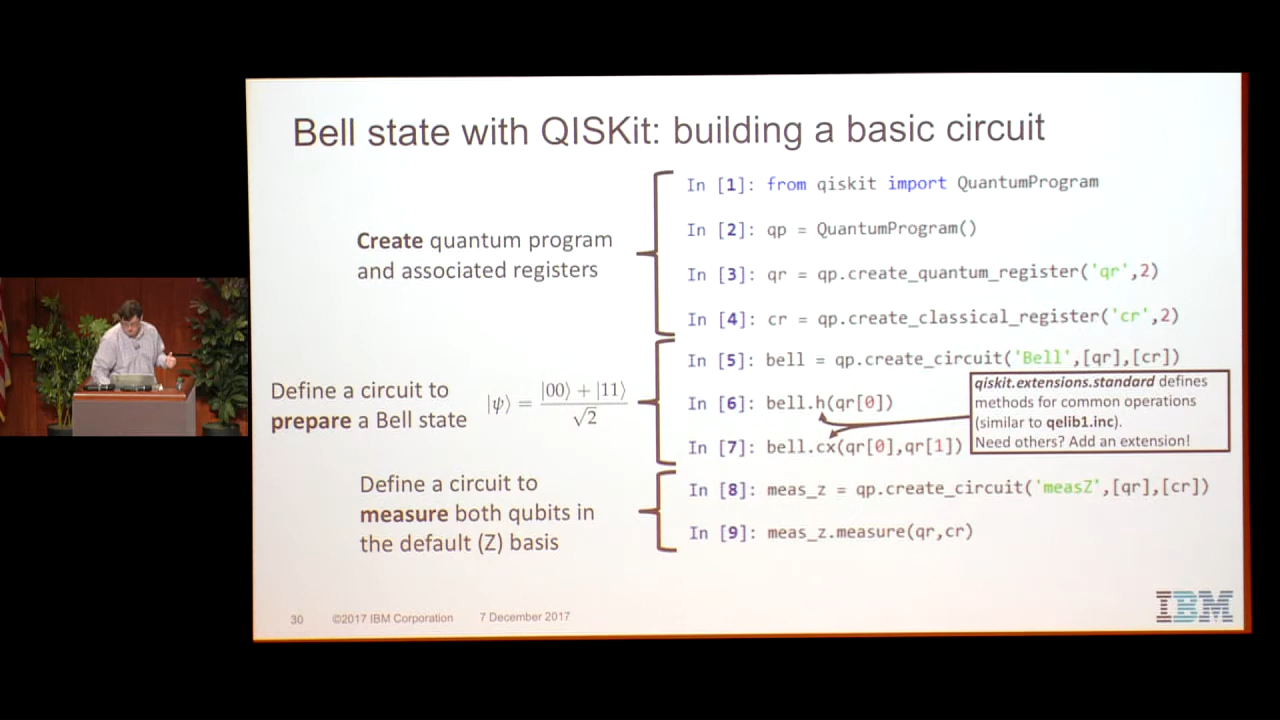 Bell state with QISKit: building a basic circuit
Create quantum program
and associated registers
In [1]: from qiskit import QuantumProgram
In [2]: qp = QuantumProgram()
In [3]: qr = qp.create_quantum_register('qr',2)
In [4]: cr = qp.create_classical_register('cr',2)
Define a circuit to
prepare a Bell state
|ψ⟩ = |00⟩ + |11⟩ / √2
In [5]: bell = qp.create_circuit('Bell',[qr],[cr])
In [6]: bell.h(qr[0])
In [7]: bell.cx(qr[0],qr[1])
qiskit.extensions.standard defines
methods for common operations
(similar to qelib1.inc).
Need others? Add an extension!
Define a circuit to
measure both qubits in
the default (Z) basis
In [8]: meas_z = qp.create_circuit('measZ',[qr],[cr])
In [9]: meas_z.measure(qr,cr)
30 ©2017 IBM Corporation 7 December 2017
IBM